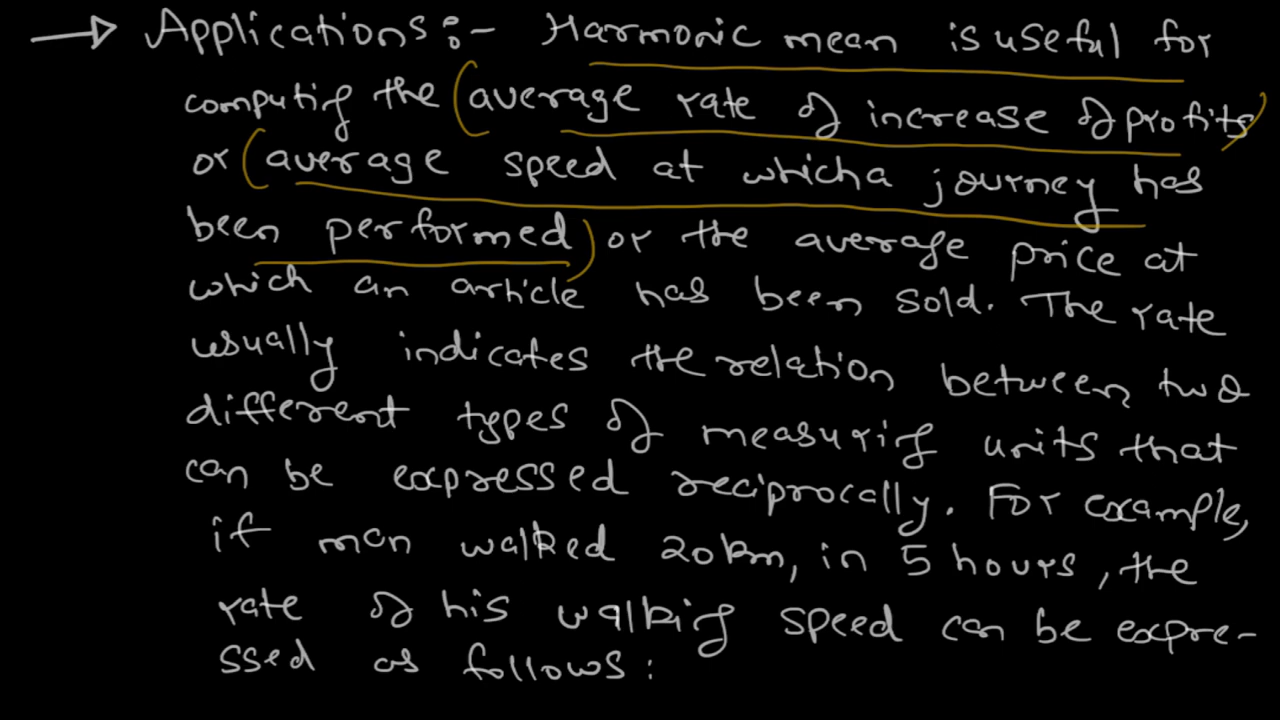 → Applications:- Harmonic mean is useful for
computing the (average rate of increase of profits)
or (average speed at which a journey has
been performed) or the average price at
which an article has been sold. The rate
usually indicates the relation between two
different types of measuring units that
can be expressed reciprocally. For example,
if man walked 20km, in 5 hours, the
rate of his walking speed can be expre-
ssed as follows: